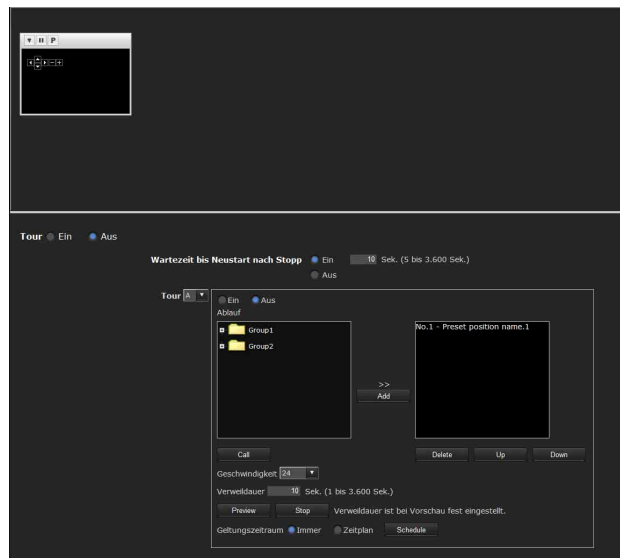 P
Tour Ein Aus
Wartezeit bis Neustart nach Stopp Ein 10 Sek. (5 bis 3.600 Sek.)
Aus
Tour A Ein Aus
Ablauf
Group1
Group2
No.1 - Preset position name.1
>>
Add
Call Delete Up Down
Geschwindigkeit 24
Verweildauer 10 Sek. (1 bis 3.600 Sek.)
Preview Stop Verweildauer ist bei Vorschau fest eingestellt.
Geltungszeitraum Immer Zeitplan Schedule